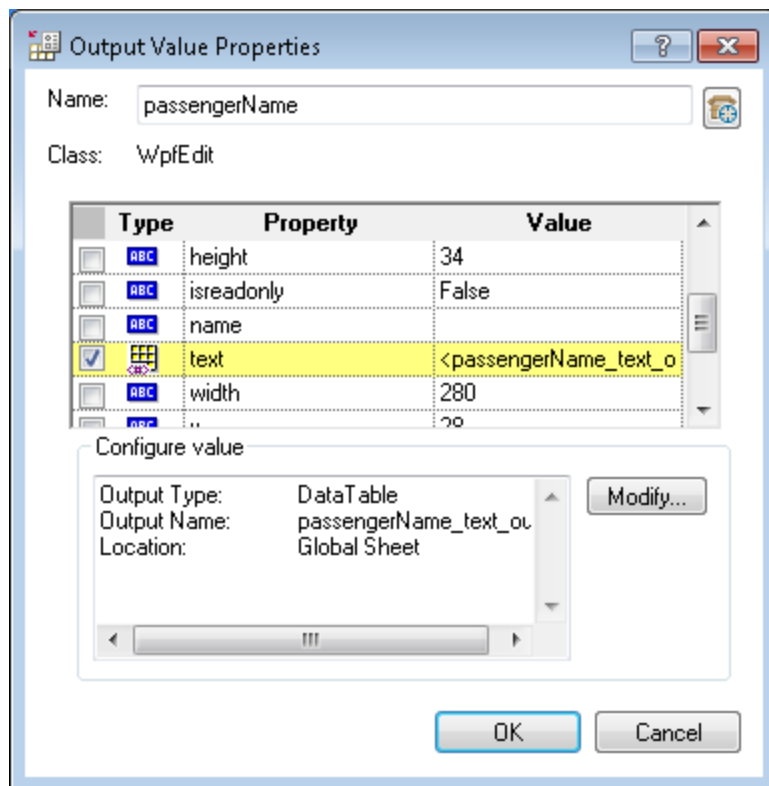 Output Value Properties
Name: passengerName
Class: WpfEdit
Type Property Value
ABC height 34
ABC isreadonly False
ABC name
text <passengerName_text_o
ABC width 280
Configure value
Output Type: DataTable
Output Name: passengerName_text_ou
Location: Global Sheet
Modify...
OK Cancel